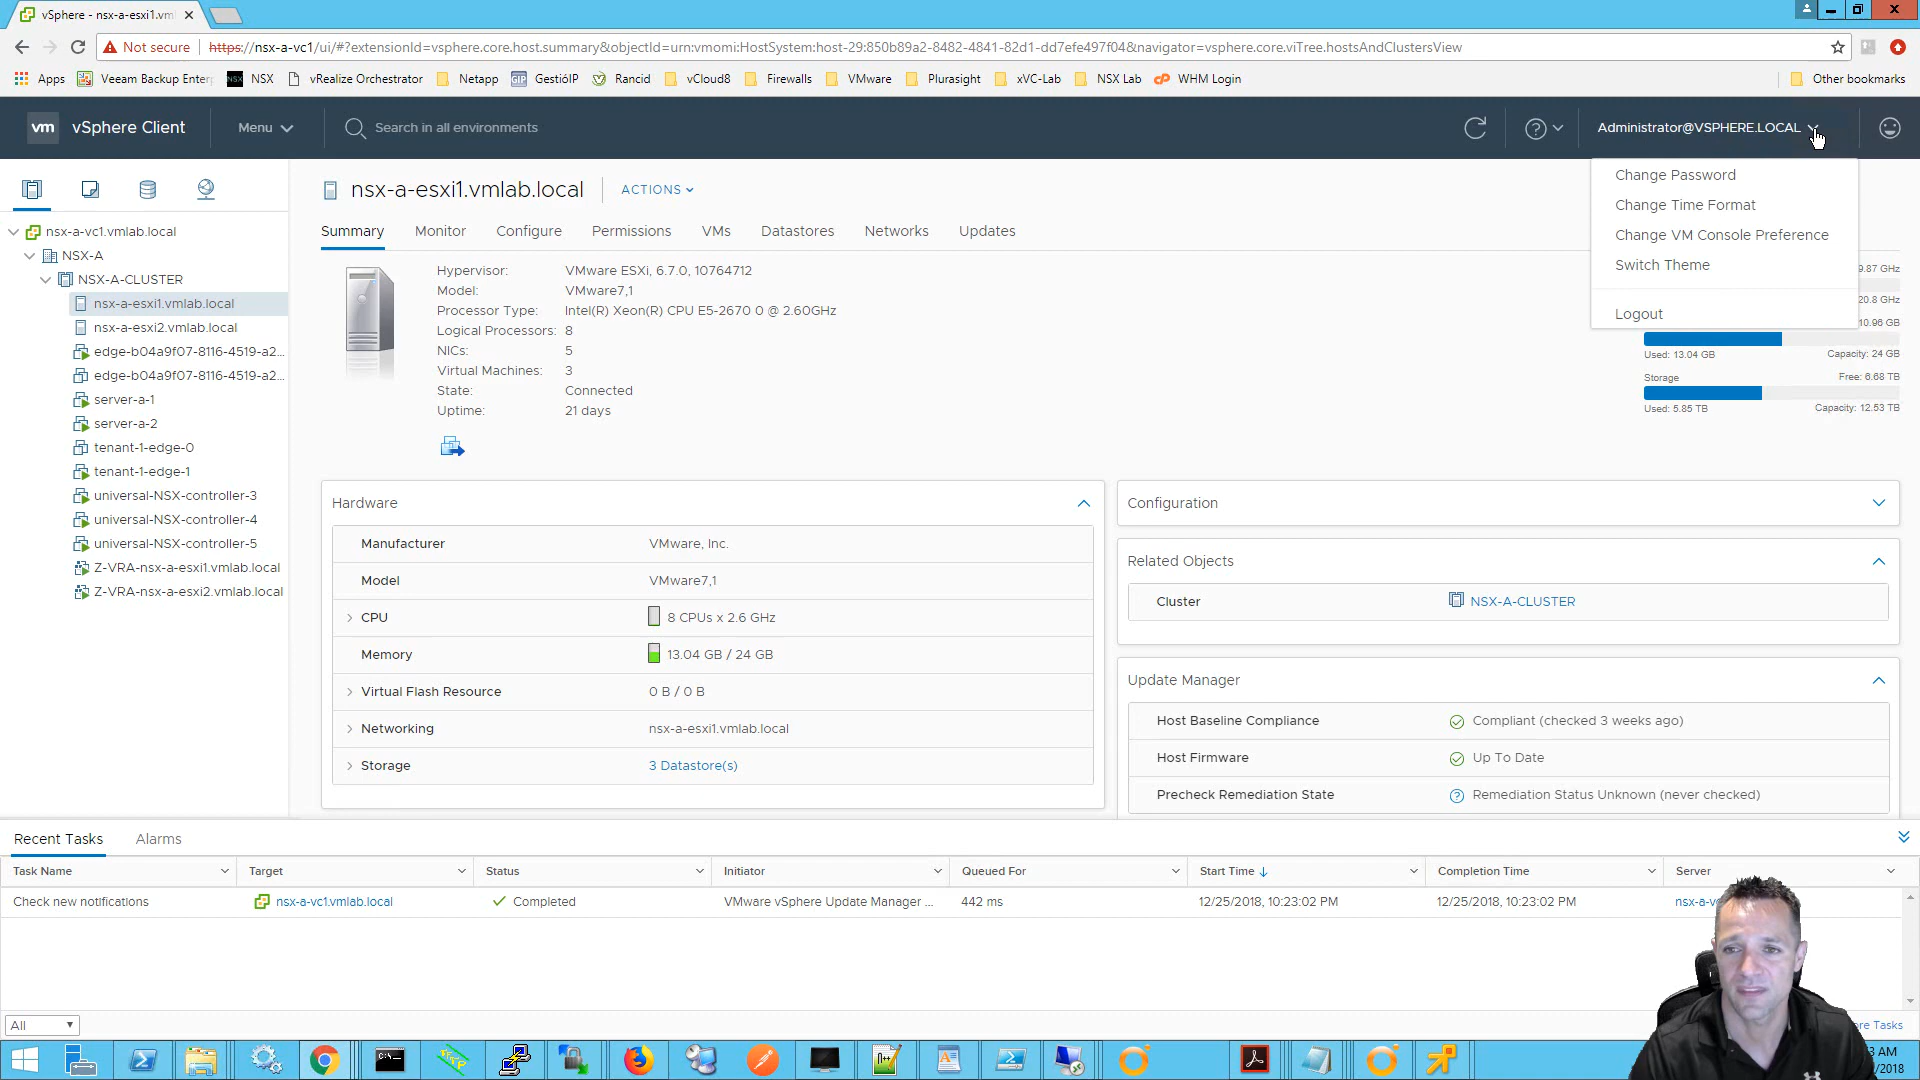 vSphere - nsx-a-esxi1.vm
Not secure
https://nsx-a-vc1/ui/#?extensionId=vsphere.core.host.summary&objectId=urn:vmomi:HostSystem:host-29:850b89a2-8482-4841-82d1-dd7efe497f04&navigator=vsphere.core.viTree.hostsAndClustersView
Apps
Veeam Backup Enter
NSX
vRealize Orchestrator
Netapp
GestióIP
Rancid
vCloud8
Firewalls
VMware
Plurasight
xVC-Lab
NSX Lab
WHM Login
Other bookmarks
vm
vSphere Client
Menu
Search in all environments
Administrator@VSPHERE.LOCAL
Change Password
Change Time Format
Change VM Console Preference
Switch Theme
Logout
nsx-a-vc1.vmlab.local
NSX-A
NSX-A-CLUSTER
nsx-a-esxi1.vmlab.local
nsx-a-esxi2.vmlab.local
edge-b04a9f07-8116-4519-a2...
edge-b04a9f07-8116-4519-a2...
server-a-1
server-a-2
tenant-1-edge-0
tenant-1-edge-1
universal-NSX-controller-3
universal-NSX-controller-4
universal-NSX-controller-5
Z-VRA-nsx-a-esxi1.vmlab.local
Z-VRA-nsx-a-esxi2.vmlab.local
nsx-a-esxi1.vmlab.local
ACTIONS
Summary
Monitor
Configure
Permissions
VMs
Datastores
Networks
Updates
Hypervisor: VMware ESXi, 6.7.0, 10764712
Model: VMware7,1
Processor Type: Intel(R) Xeon(R) CPU E5-2670 0 @ 2.60GHz
Logical Processors: 8
NICs: 5
Virtual Machines: 3
State: Connected
Uptime: 21 days
9.87 GHz
20.8 GHz
10.96 GB
Used: 13.04 GB Capacity: 24 GB
Storage Free: 6.68 TB
Used: 5.85 TB Capacity: 12.53 TB
Hardware
Manufacturer VMware, Inc.
Model VMware7,1
CPU 8 CPUs x 2.6 GHz
Memory 13.04 GB / 24 GB
Virtual Flash Resource 0 B / 0 B
Networking nsx-a-esxi1.vmlab.local
Storage 3 Datastore(s)
Configuration
Related Objects
Cluster NSX-A-CLUSTER
Update Manager
Host Baseline Compliance Compliant (checked 3 weeks ago)
Host Firmware Up To Date
Precheck Remediation State Remediation Status Unknown (never checked)
Recent Tasks
Alarms
Task Name Target Status Initiator Queued For Start Time Completion Time Server
Check new notifications nsx-a-vc1.vmlab.local Completed VMware vSphere Update Manager ... 442 ms 12/25/2018, 10:23:02 PM 12/25/2018, 10:23:02 PM nsx-a-v
All
re Tasks
3 AM
/2018